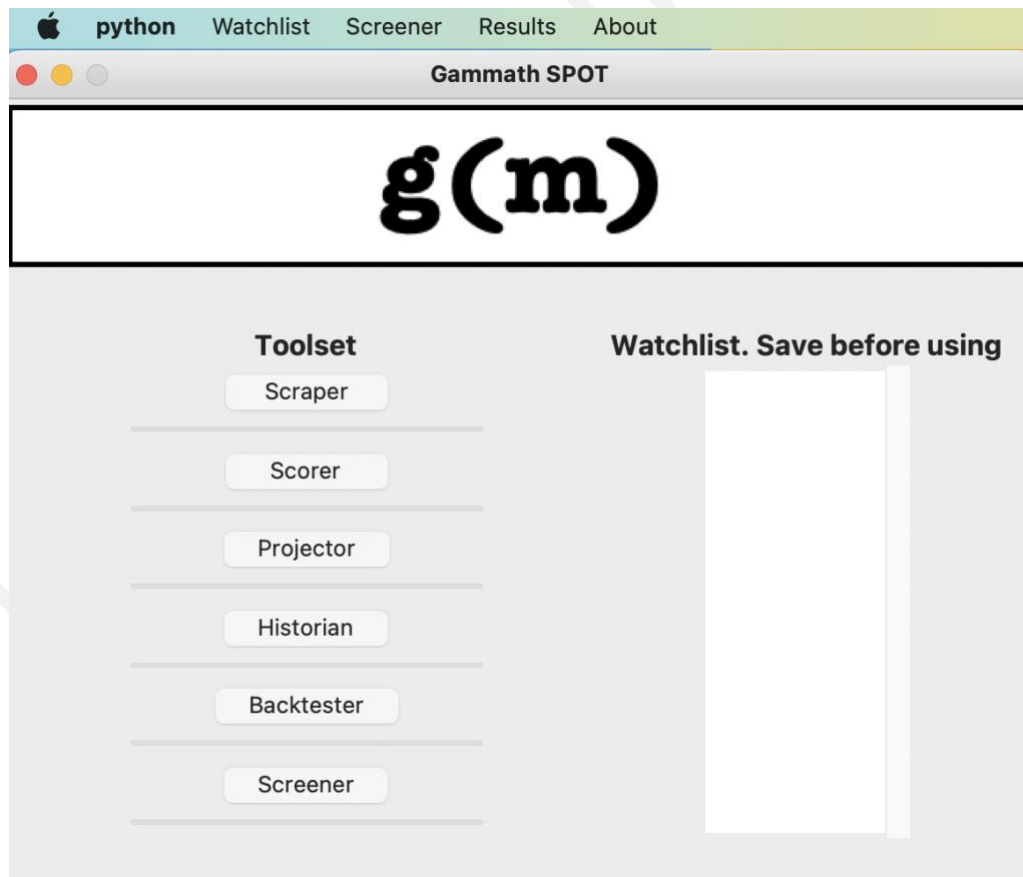 python Watchlist Screener Results About
Gammath SPOT
g(m)
Toolset
Scraper
Scorer
Projector
Historian
Backtester
Screener
Watchlist. Save before using